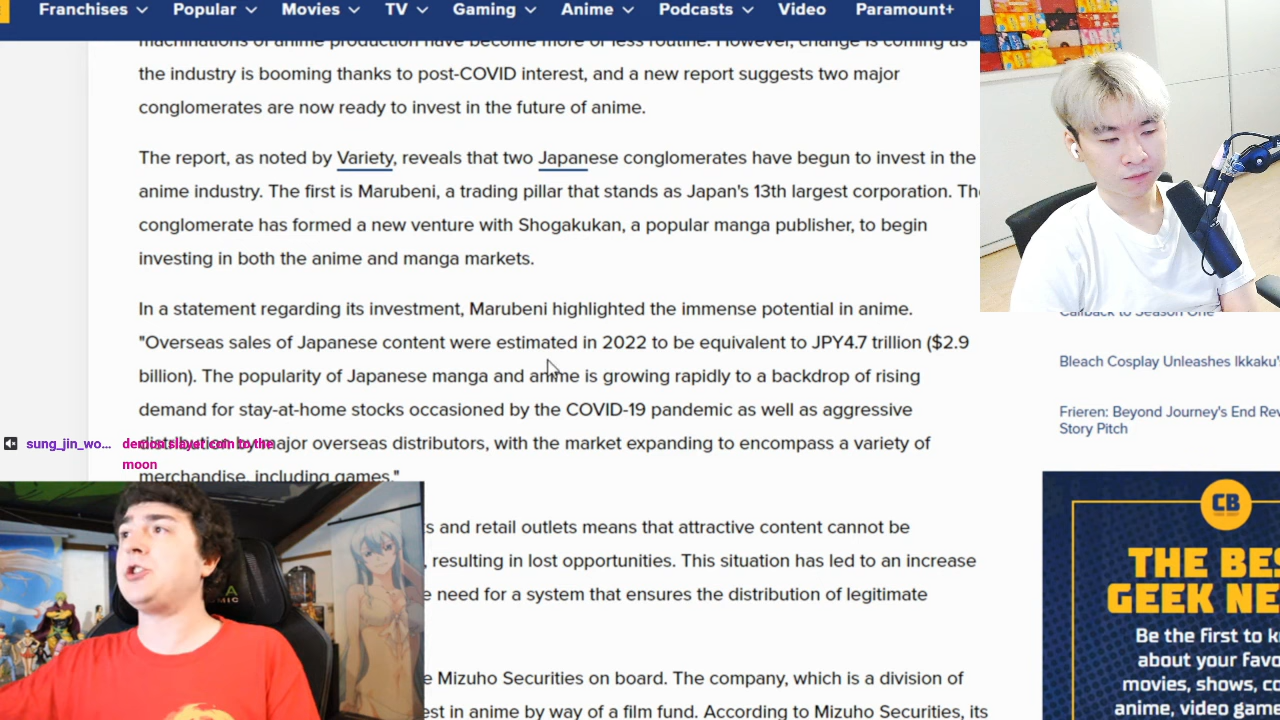 Franchises Popular Movies TV Gaming Anime Podcasts Video Paramount+
machinations of anime production have become more or less routine. However, change is coming as
the industry is booming thanks to post-COVID interest, and a new report suggests two major
conglomerates are now ready to invest in the future of anime.
The report, as noted by Variety, reveals that two Japanese conglomerates have begun to invest in the
anime industry. The first is Marubeni, a trading pillar that stands as Japan's 13th largest corporation. The
conglomerate has formed a new venture with Shogakukan, a popular manga publisher, to begin
investing in both the anime and manga markets.
In a statement regarding its investment, Marubeni highlighted the immense potential in anime.
"Overseas sales of Japanese content were estimated in 2022 to be equivalent to JPY4.7 trillion ($2.9
billion). The popularity of Japanese manga and anime is growing rapidly to a backdrop of rising
demand for stay-at-home stocks occasioned by the COVID-19 pandemic as well as aggressive
distribution by major overseas distributors, with the market expanding to encompass a variety of
merchandise, including games."
s and retail outlets means that attractive content cannot be
, resulting in lost opportunities. This situation has led to an increase
e need for a system that ensures the distribution of legitimate
e Mizuho Securities on board. The company, which is a division of
est in anime by way of a film fund. According to Mizuho Securities, its
sung_jin_wo... demon slayer coin to the
moon
Callback to Season One
Bleach Cosplay Unleashes Ikkaku's
Frieren: Beyond Journey's End Rev
Story Pitch
CB
THE BES
GEEK NE
Be the first to k
about your favo
movies, shows, co
anime, video game